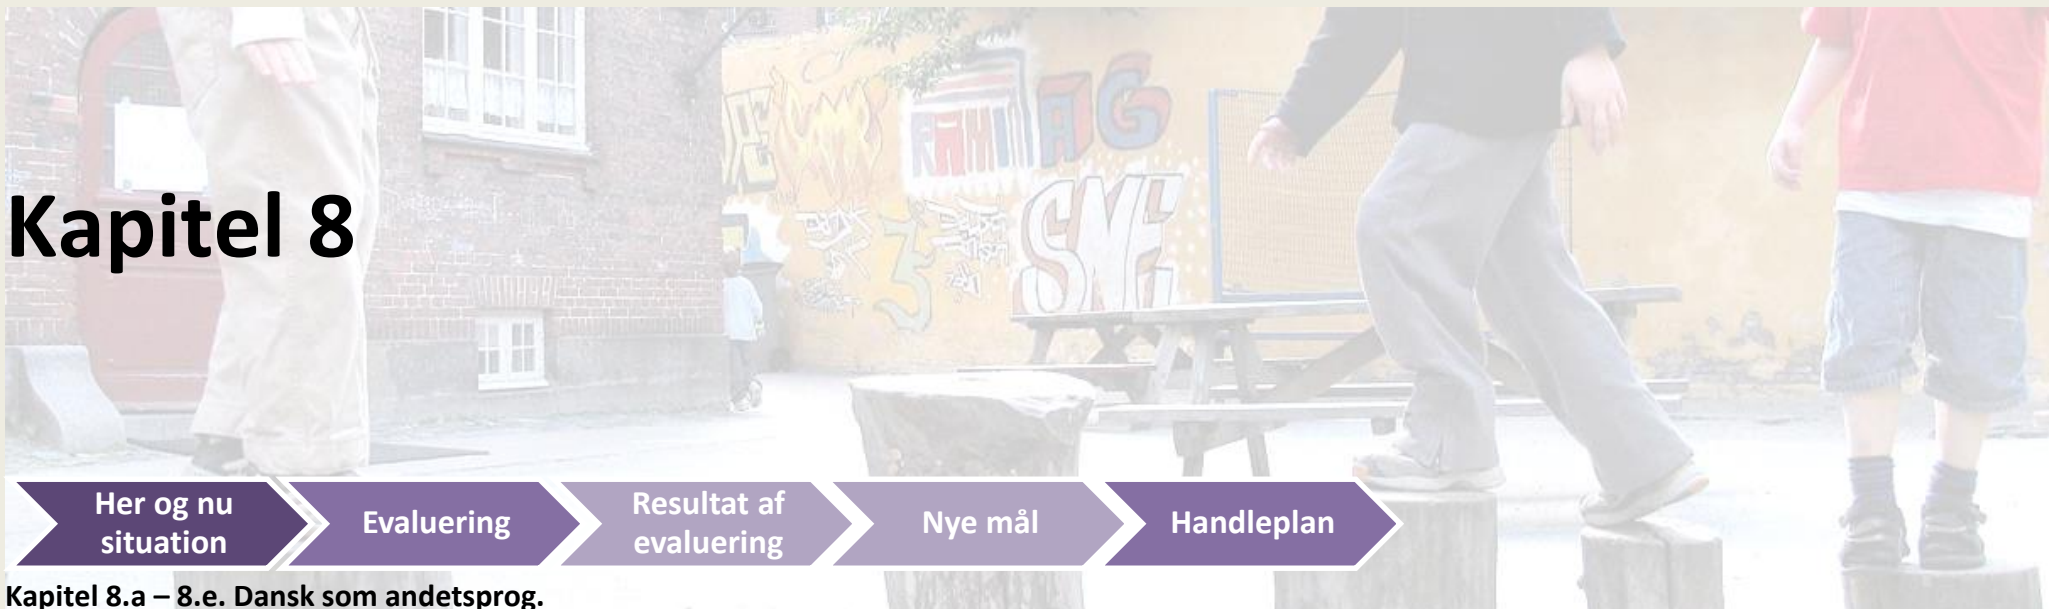 Kapitel 8
Her og nu
situation
Evaluering
Resultat af
evaluering
Nye mål
Handleplan
Kapitel 8.a – 8.e. Dansk som andetsprog.